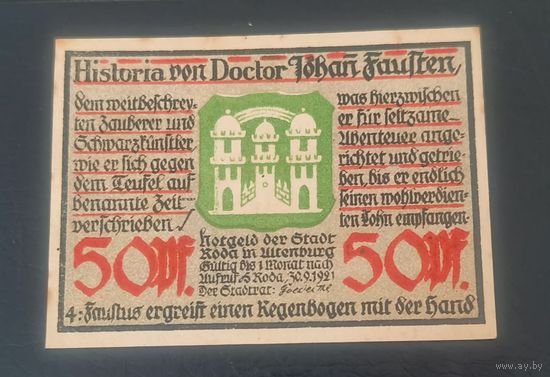 Historia von Doctor Johañ Fausten,
dem weitbeschrey-
ten Zauberer und
Schwarzkünstler,
wie er sich gegen
dem Teufel auf
benannte Zeit
verschrieben /
was hierzwischen
er für seltzame
Abenteuer ange-
richtet und getrie-
ben, bis er endlich
seinen wohlverdien-
ten Lohn empfangen.
50 Pf.
Notgeld der Stadt
Roda in Altenburg
Gültig bis 1 Monat nach
Aufruf. Roda, 30.9.1921
Der Stadtrat:
50 Pf.
4: Faustus ergreift einen Regenbogen mit der Hand
www.ay.by